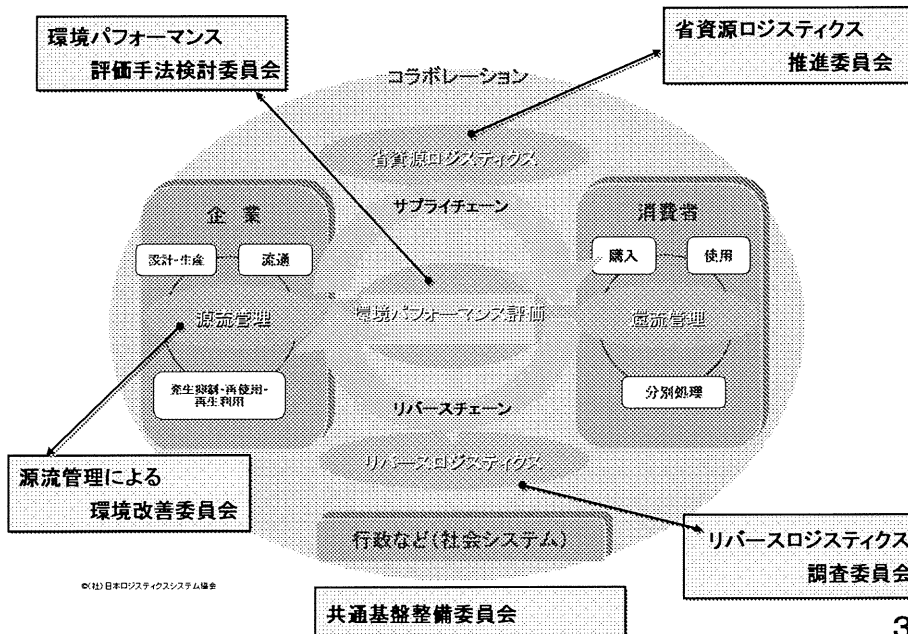 環境パフォーマンス
評価手法検討委員会
省資源ロジスティクス
推進委員会
コラボレーション
省資源ロジスティクス
サプライチェーン
企 業
設計・生産
流通
源流管理
発生抑制・再使用・
再生利用
環境パフォーマンス評価
消費者
購入
使用
還流管理
分別処理
リバースチェーン
リバースロジスティクス
源流管理による
環境改善委員会
行政など(社会システム)
リバースロジスティクス
調査委員会
©(社)日本ロジスティクスシステム協会
共通基盤整備委員会
3